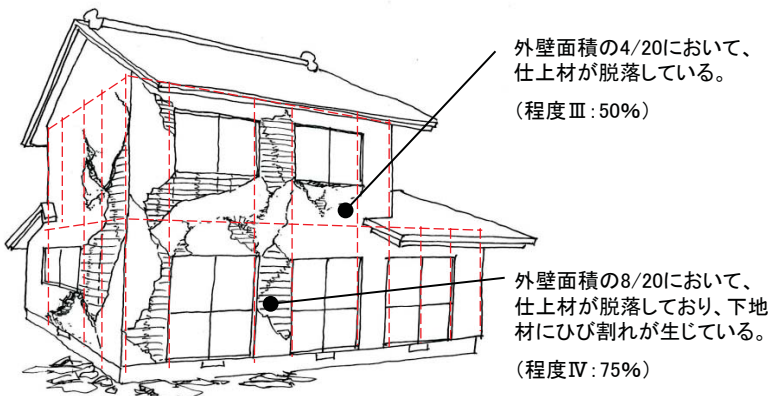 外壁面積の4/20において、
仕上材が脱落している。
（程度Ⅲ：50%）
外壁面積の8/20において、
仕上材が脱落しており、下地
材にひび割れが生じている。
（程度Ⅳ：75%）